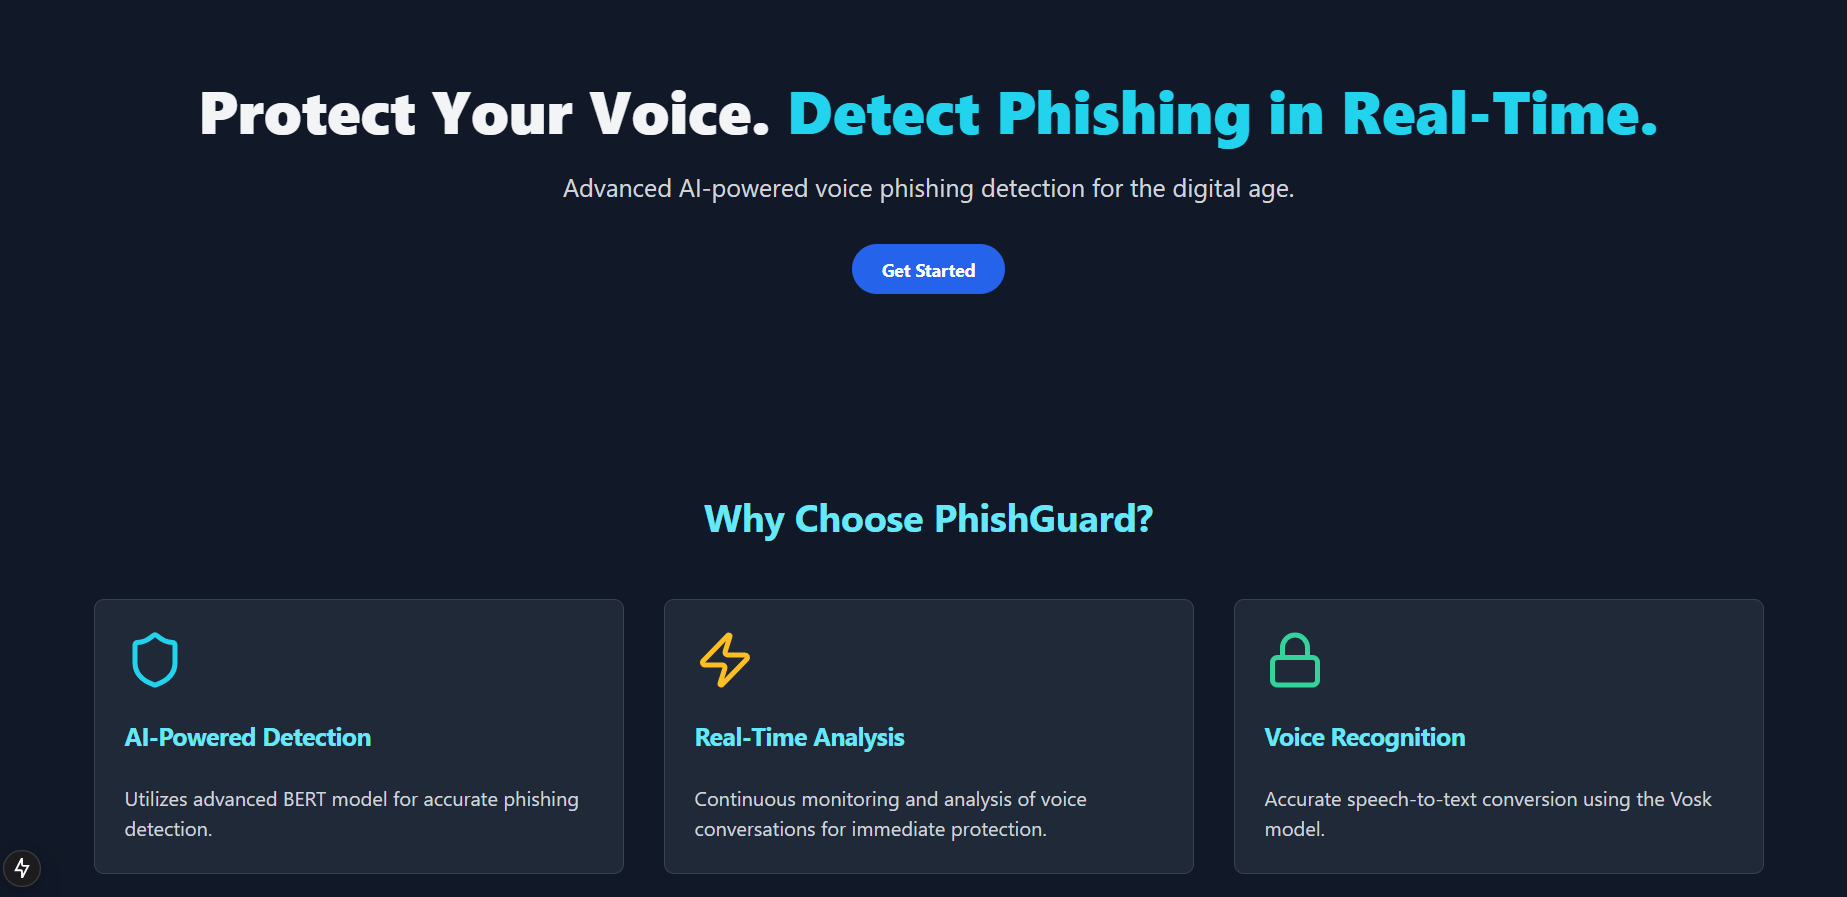 Protect Your Voice. Detect Phishing in Real-Time.
Advanced AI-powered voice phishing detection for the digital age.
Get Started
Why Choose PhishGuard?
AI-Powered Detection
Utilizes advanced BERT model for accurate phishing
detection.
Real-Time Analysis
Continuous monitoring and analysis of voice
conversations for immediate protection.
Voice Recognition
Accurate speech-to-text conversion using the Vosk
model.